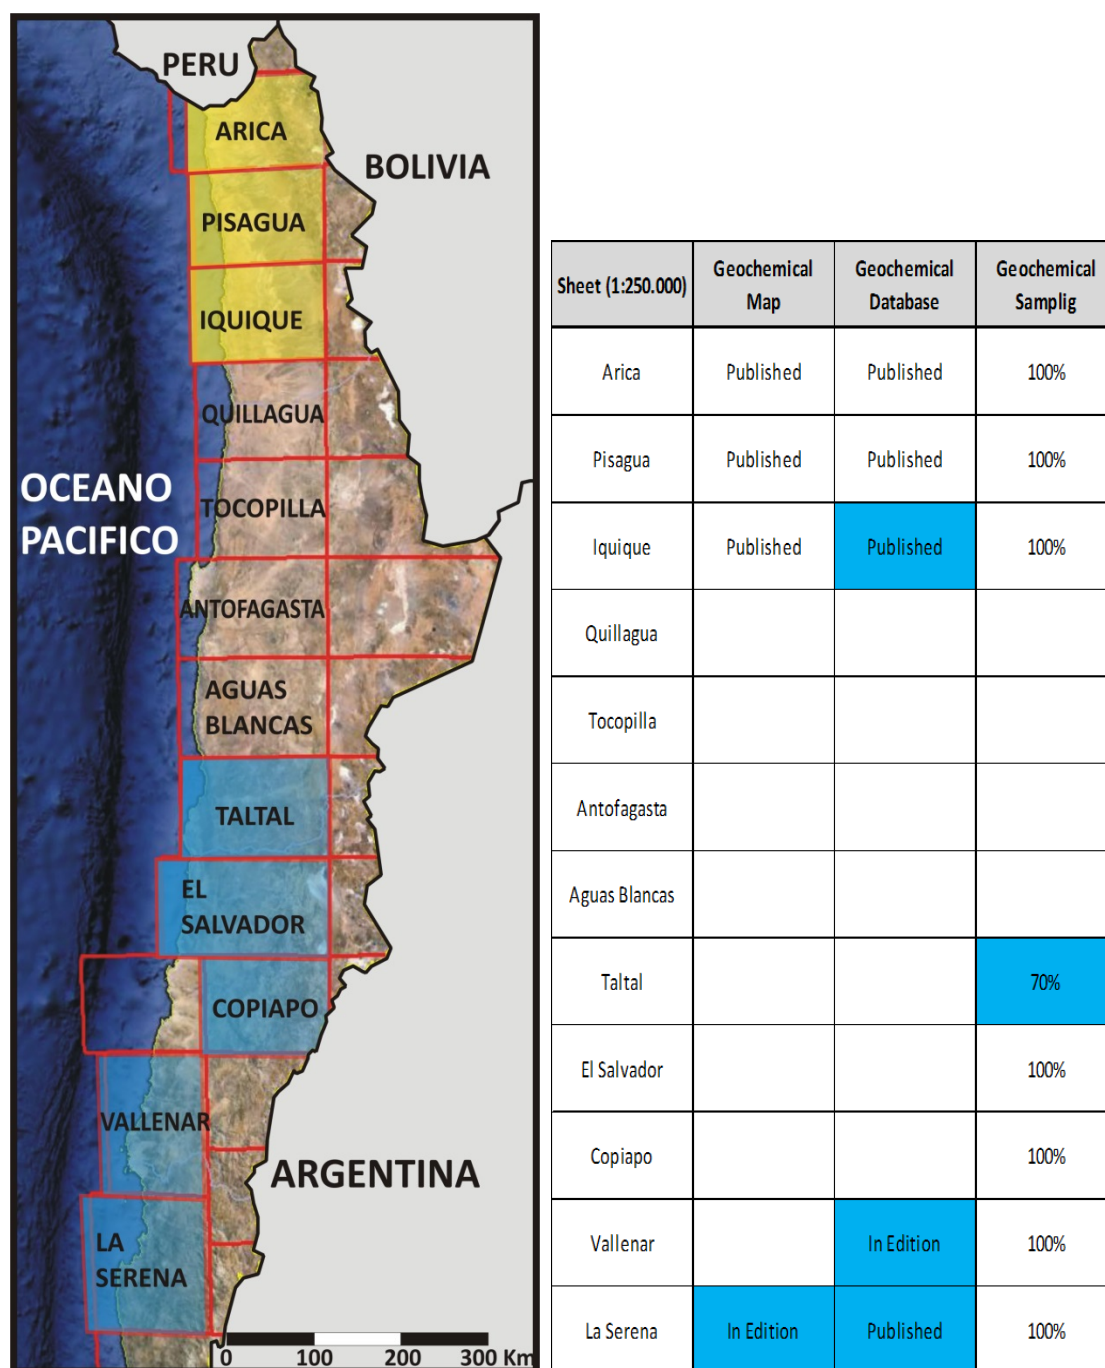 PERU
ARICA
BOLIVIA
PISAGUA
IQUIQUE
QUILLAGUA
OCEANO
PACIFICO
TOCOPILLA
ANTOFAGASTA
AGUAS
BLANCAS
TALTAL
EL
SALVADOR
COPIAPO
VALLENAR
ARGENTINA
LA
SERENA
0 100 200 300 Km
Sheet (1:250.000) Geochemical Map Geochemical Database Geochemical Samplig
Arica Published Published 100%
Pisagua Published Published 100%
Iquique Published Published 100%
Quillagua
Tocopilla
Antofagasta
Aguas Blancas
Taltal 70%
El Salvador 100%
Copiapo 100%
Vallenar In Edition 100%
La Serena In Edition Published 100%